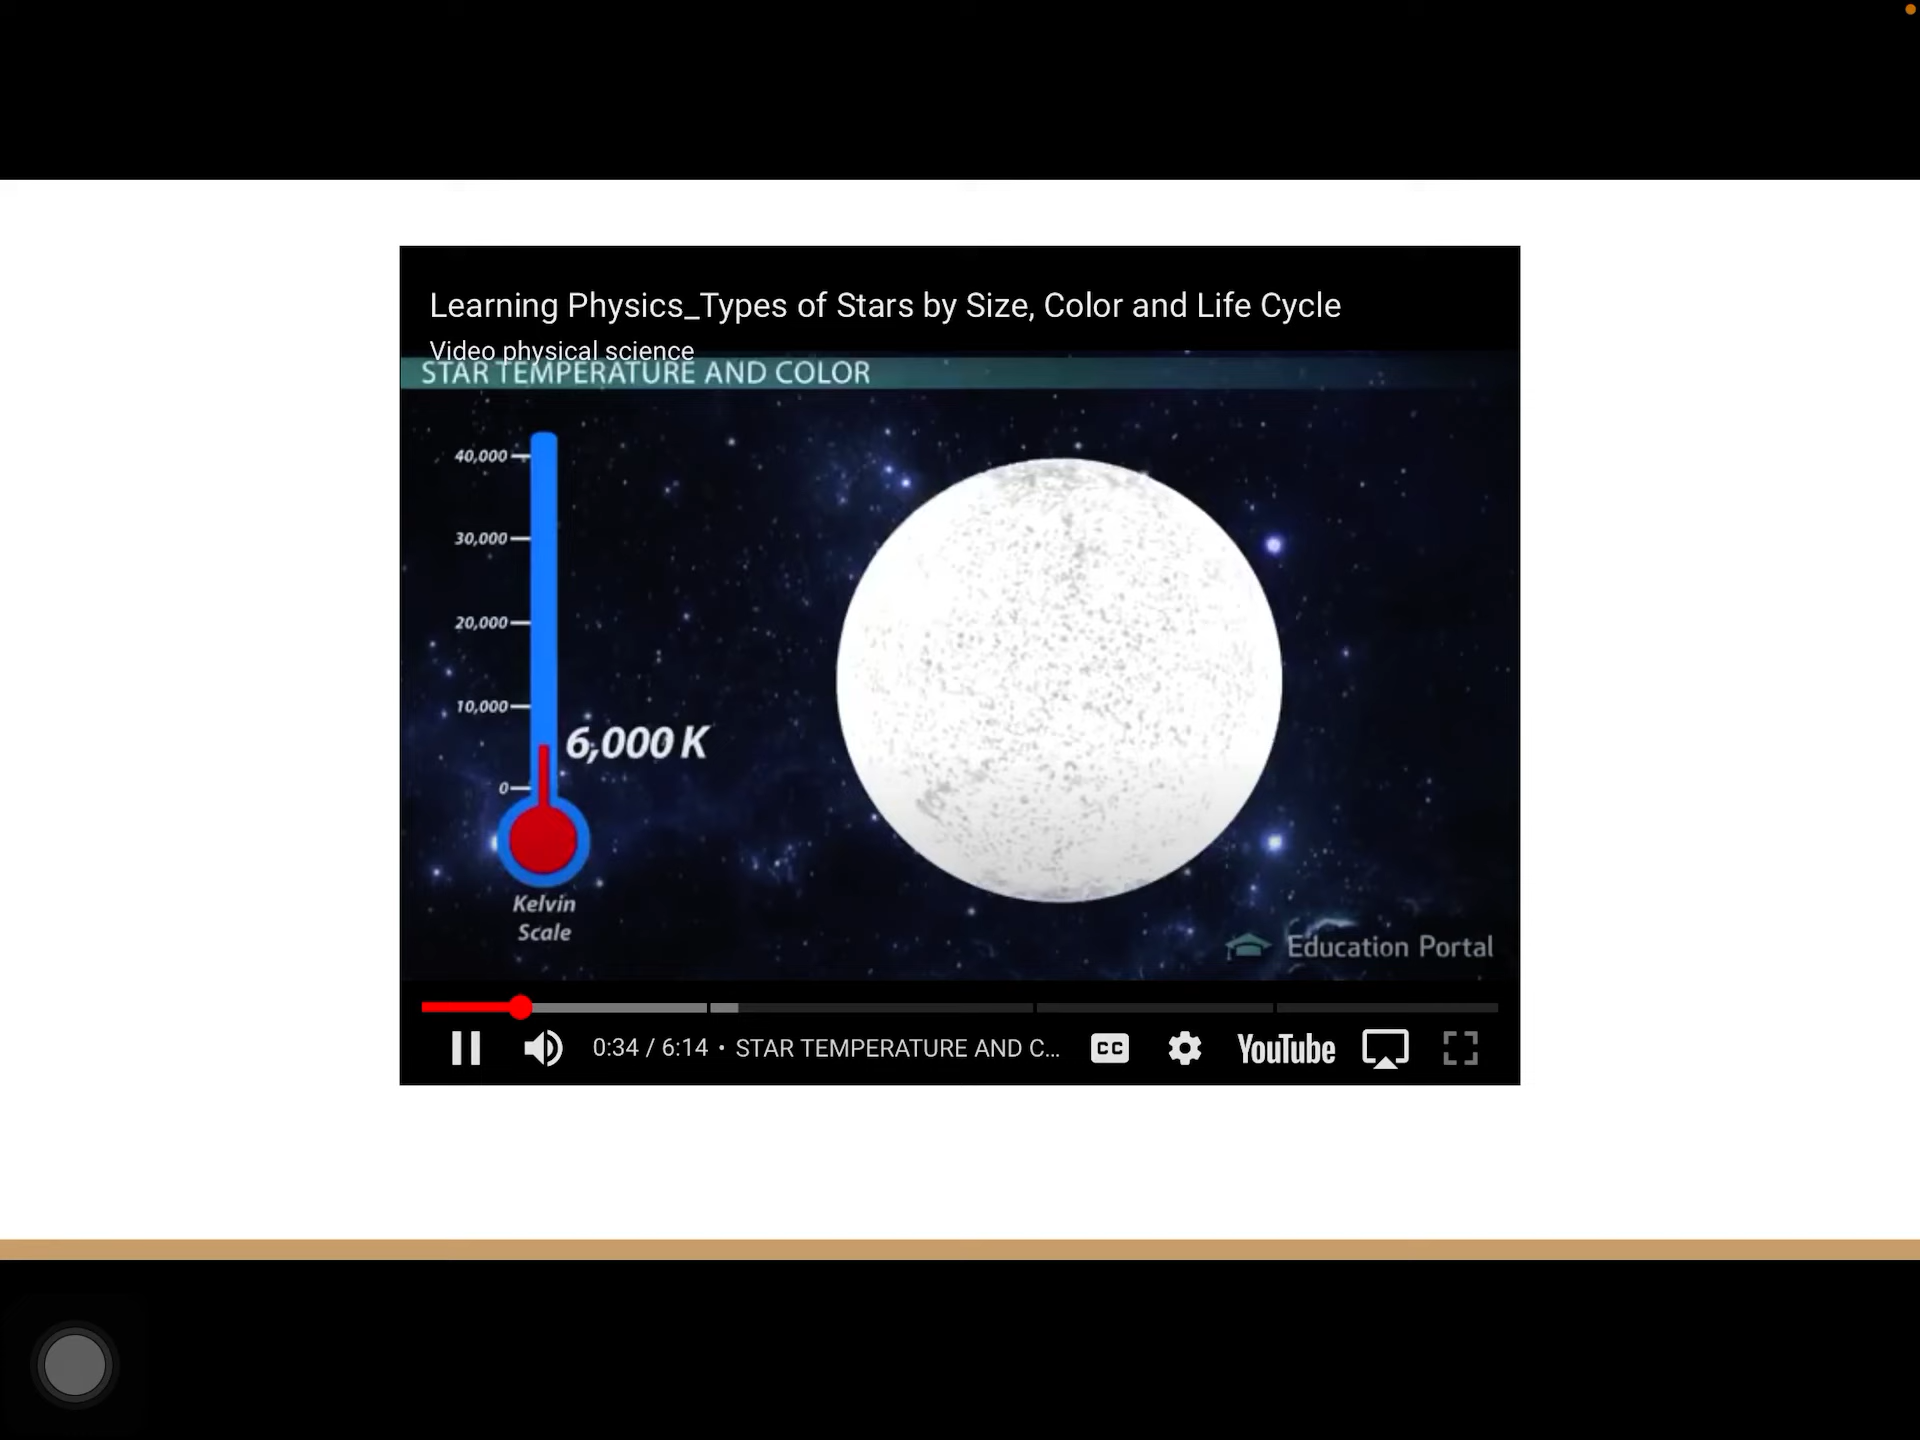 Learning Physics_Types of Stars by Size, Color and Life Cycle
Video physical science
STAR TEMPERATURE AND COLOR
40,000
30,000
20,000
10,000
6,000 K
0
Kelvin
Scale
Education Portal
0:34 / 6:14 • STAR TEMPERATURE AND C...
CC
YouTube